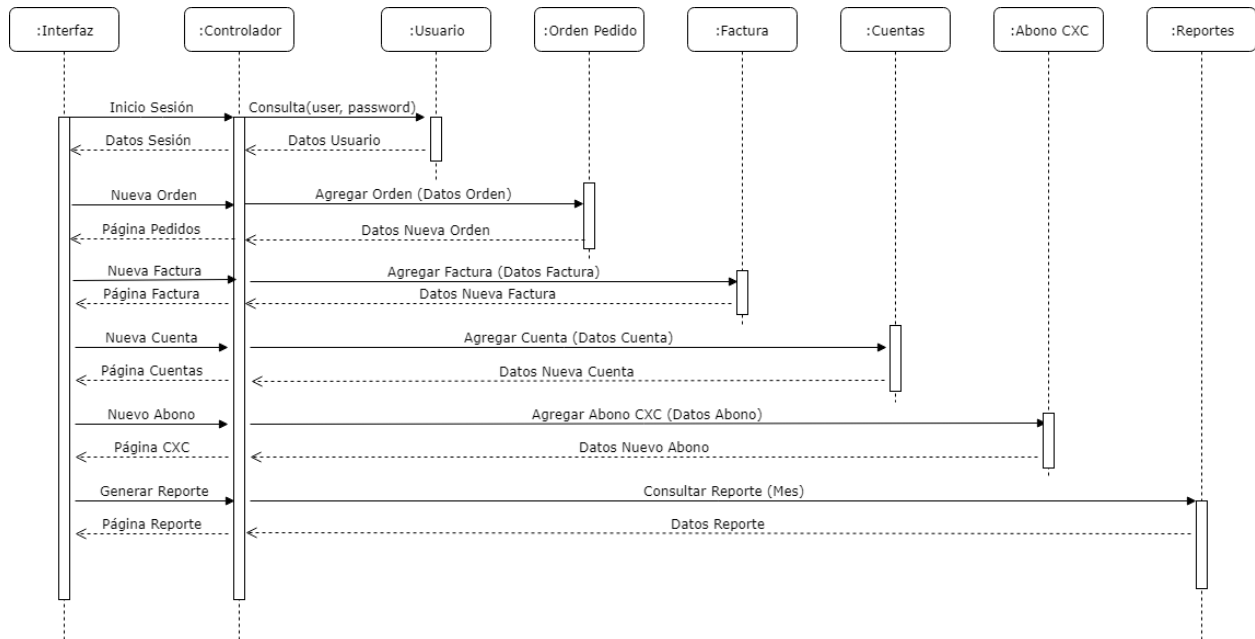 :Interfaz
:Controlador
:Usuario
:Orden Pedido
:Factura
:Cuentas
:Abono CXC
:Reportes
Inicio Sesión
Consulta(user, password)
Datos Sesión
Datos Usuario
Nueva Orden
Agregar Orden (Datos Orden)
Página Pedidos
Datos Nueva Orden
Nueva Factura
Agregar Factura (Datos Factura)
Página Factura
Datos Nueva Factura
Nueva Cuenta
Agregar Cuenta (Datos Cuenta)
Página Cuentas
Datos Nueva Cuenta
Nuevo Abono
Agregar Abono CXC (Datos Abono)
Página CXC
Datos Nuevo Abono
Generar Reporte
Consultar Reporte (Mes)
Página Reporte
Datos Reporte